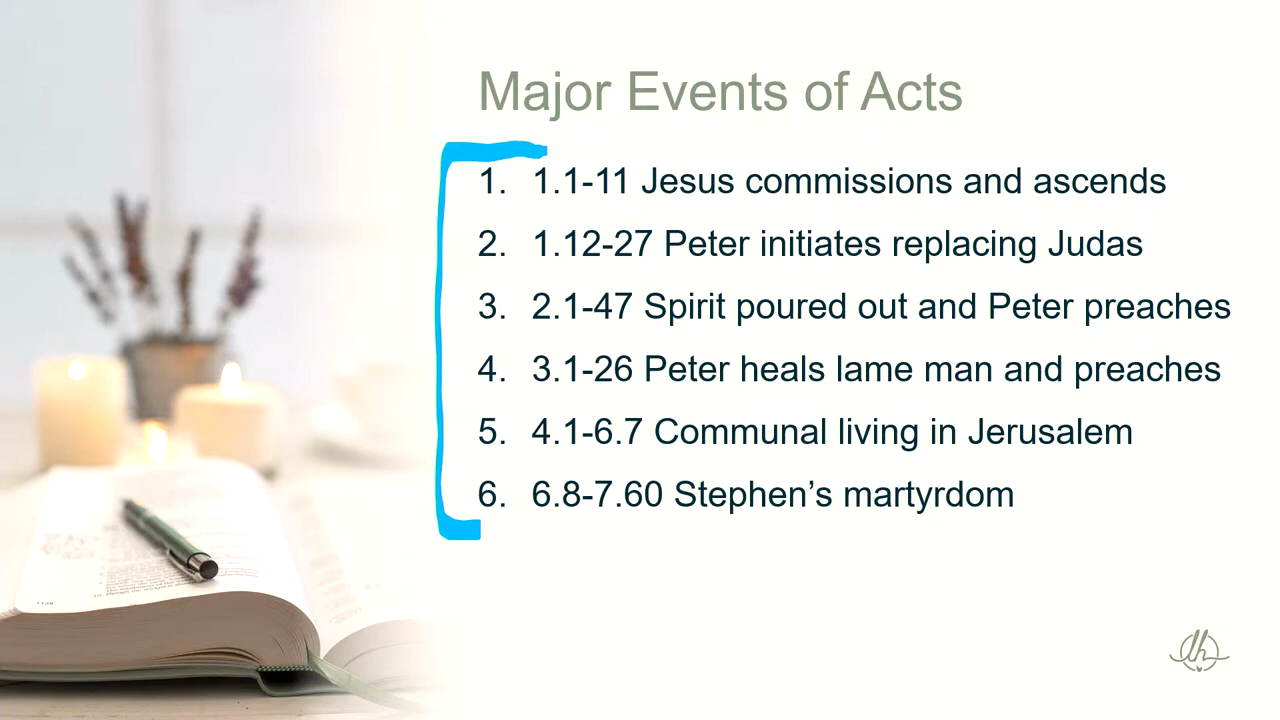 Major Events of Acts
1. 1.1-11 Jesus commissions and ascends
2. 1.12-27 Peter initiates replacing Judas
3. 2.1-47 Spirit poured out and Peter preaches
4. 3.1-26 Peter heals lame man and preaches
5. 4.1-6.7 Communal living in Jerusalem
6. 6.8-7.60 Stephen’s martyrdom